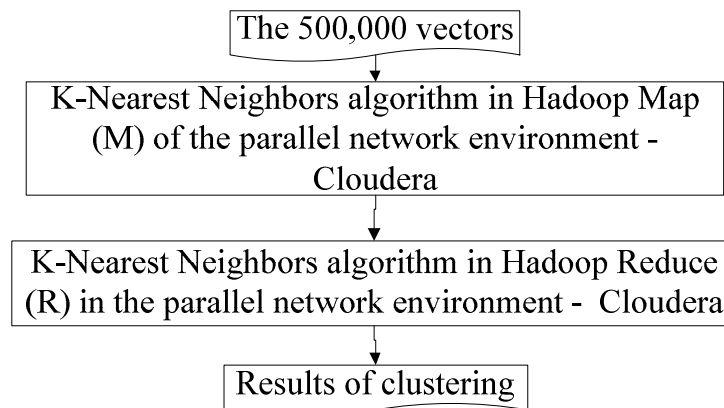 The 500,000 vectors
K-Nearest Neighbors algorithm in Hadoop Map
(M) of the parallel network environment -
Cloudera
K-Nearest Neighbors algorithm in Hadoop Reduce
(R) in the parallel network environment - Cloudera
Results of clustering